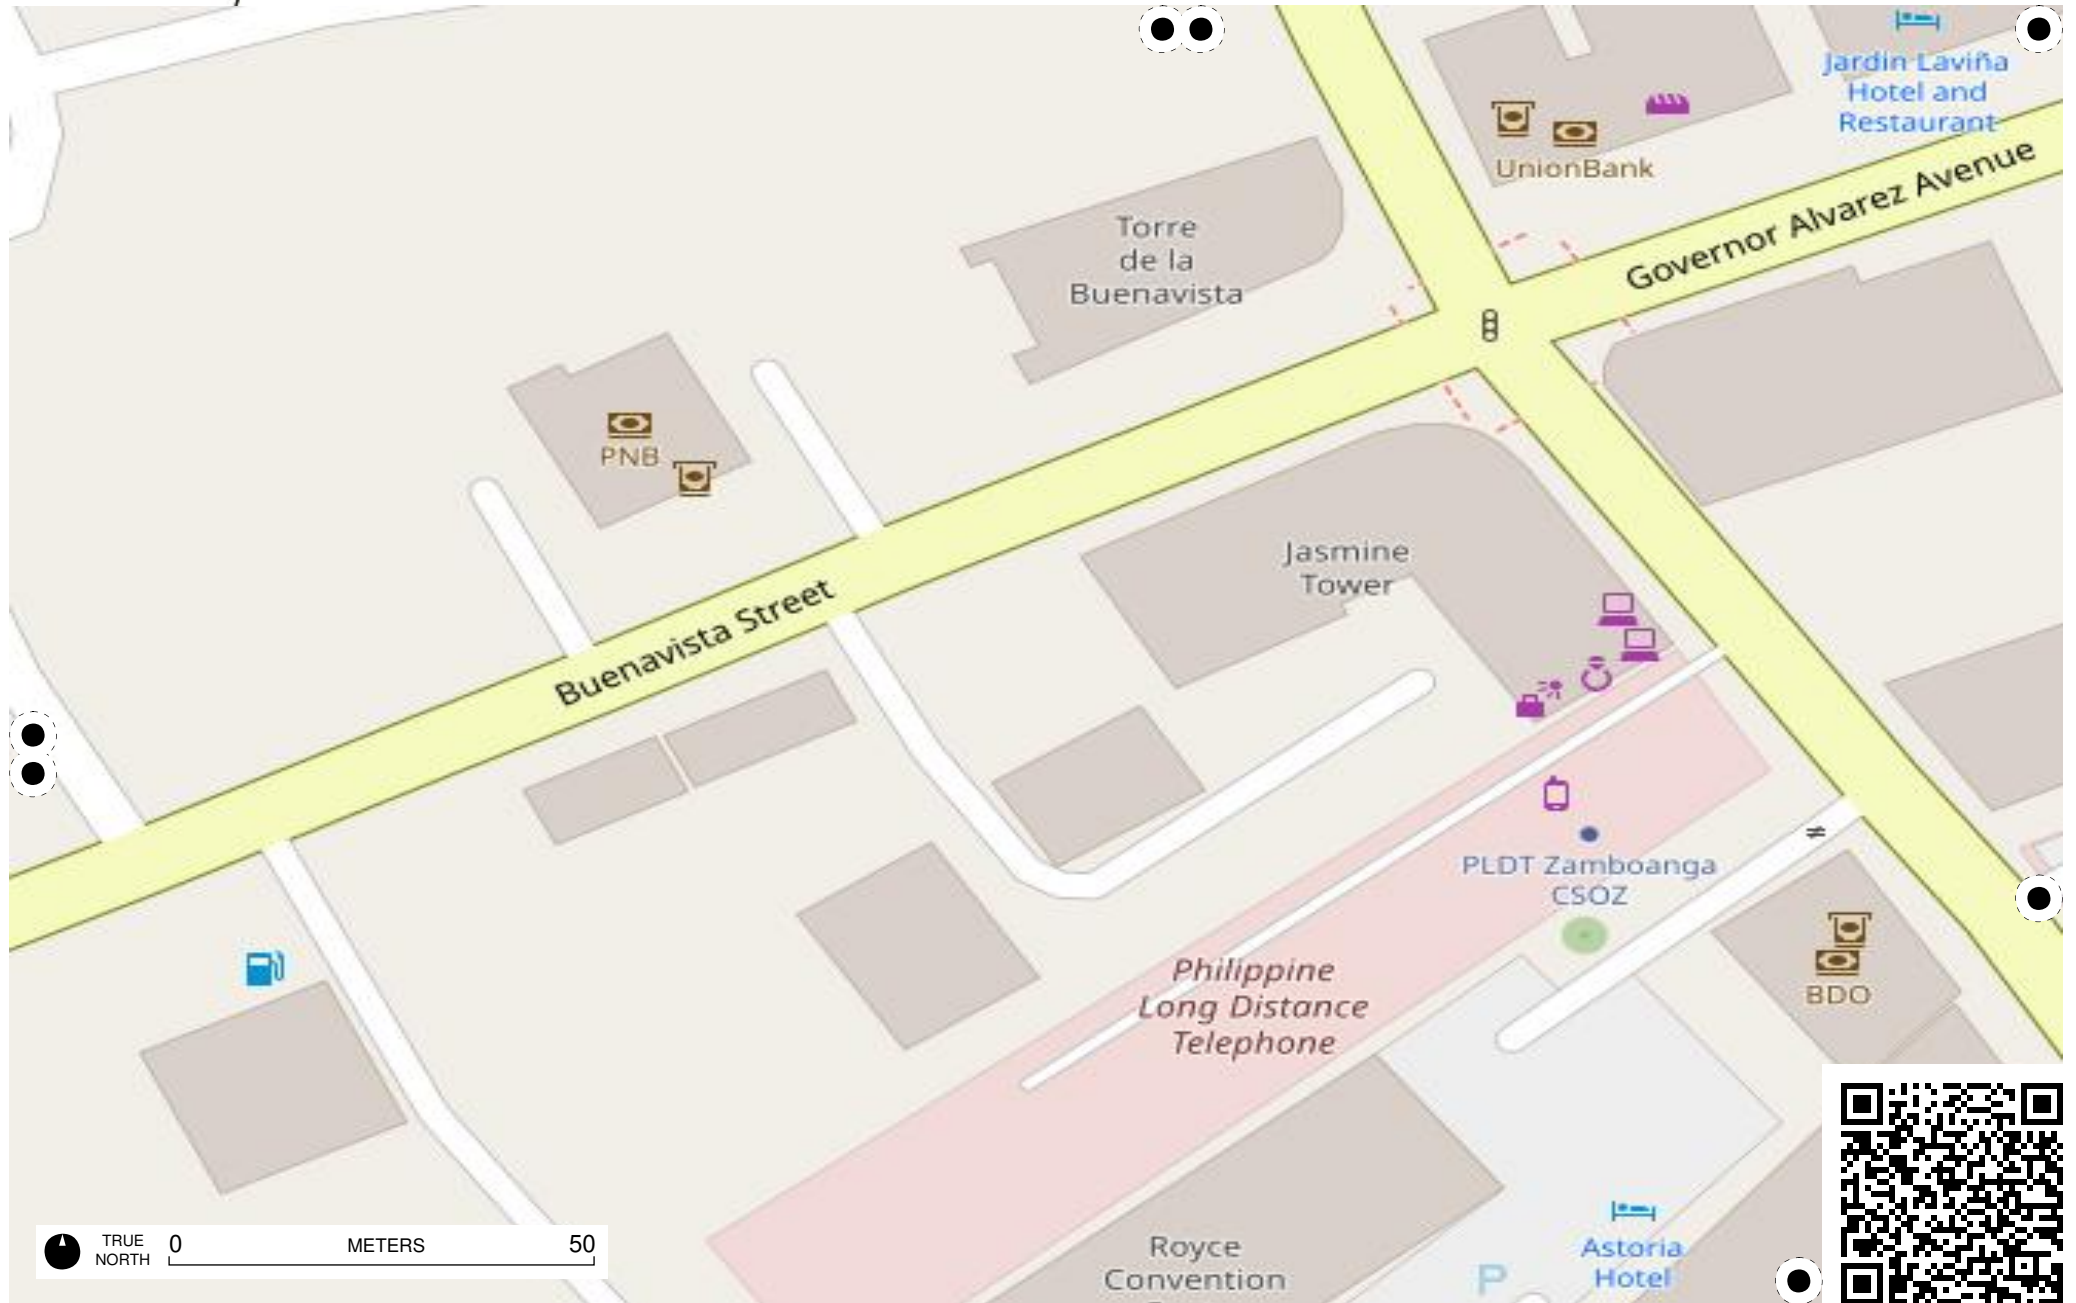 Jardin Laviña
Hotel and
Restaurant
UnionBank
Governor Alvarez Avenue
Torre
de la
Buenavista
PNB
Jasmine
Tower
Buenavista Street
PLDT Zamboanga
CSOZ
Philippine
Long Distance
Telephone
BDO
Royce
Convention
Astoria
Hotel
P
TRUE
NORTH
0 METERS 50